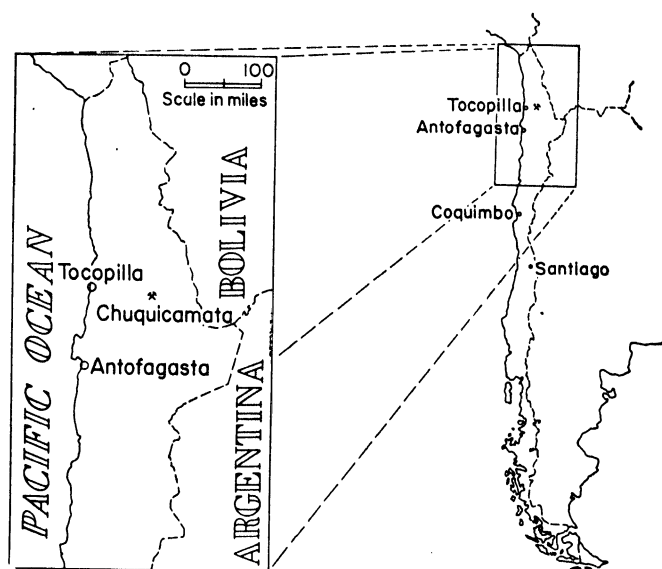 0 100
Scale in miles
PACIFIC OCEAN
BOLIVIA
ARGENTINA
Tocopilla
Chuquicamata
Antofagasta
Tocopilla
Antofagasta
Coquimbo
Santiago